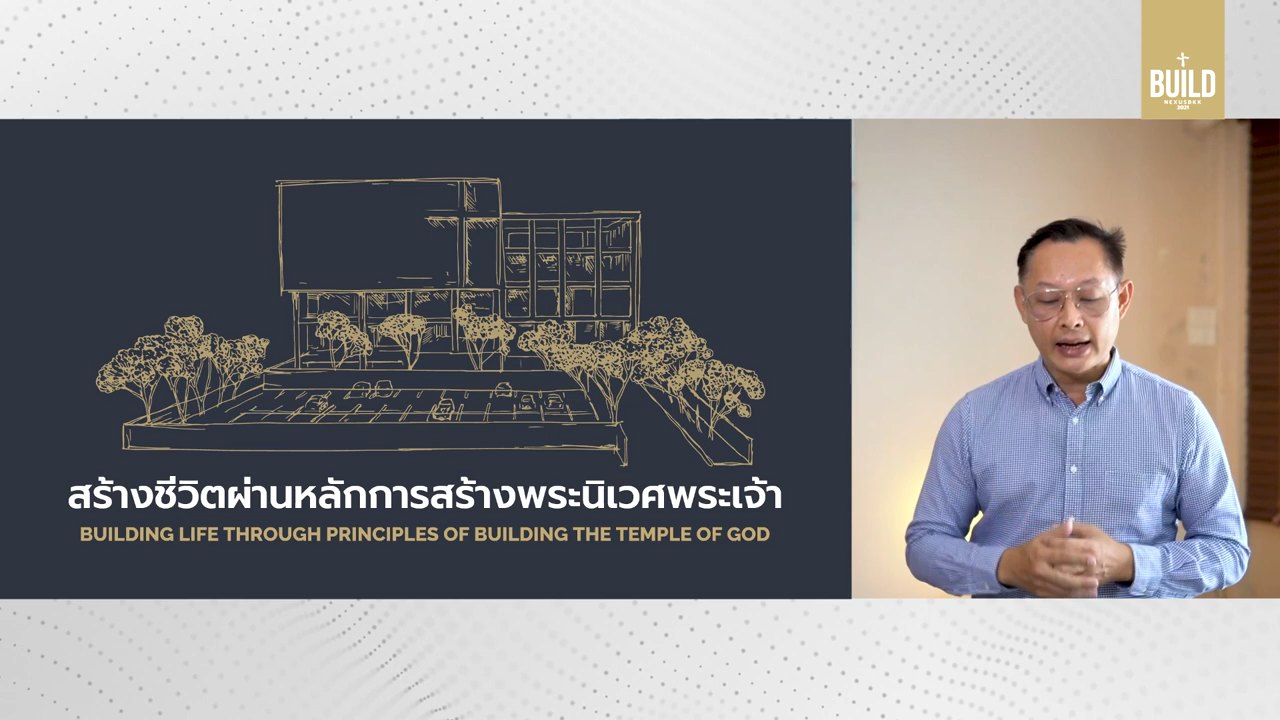 BUILD
NEXUSBKK
2021
สร้างชีวิตผ่านหลักการสร้างพระนิเวศพระเจ้า
BUILDING LIFE THROUGH PRINCIPLES OF BUILDING THE TEMPLE OF GOD